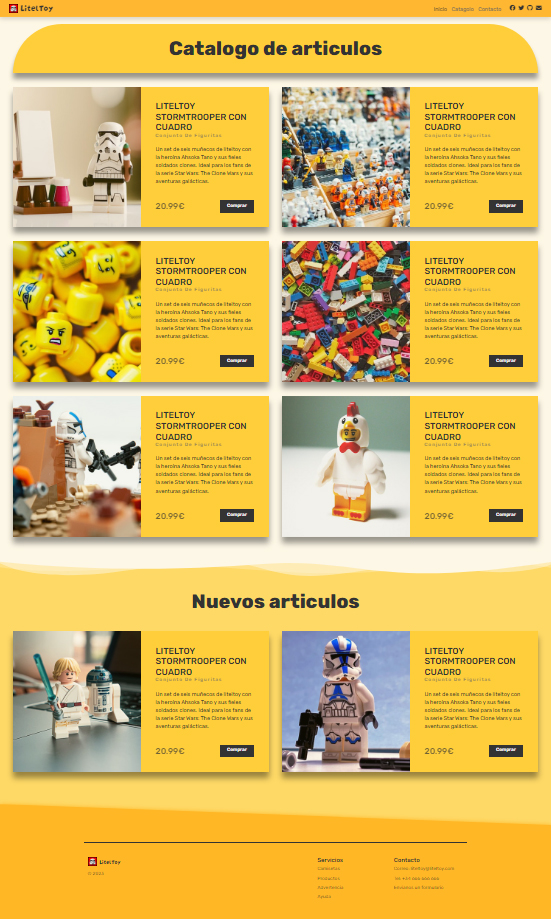 LitelToy
Inicio Catagolo Contacto
Catalogo de articulos
LITELTOY
STORMTROOPER CON
CUADRO
Conjunto De Figuritas
Un set de seis muñecos de liteltoy con
la heroína Ahsoka Tano y sus fieles
soldados clones. Ideal para los fans de
la serie Star Wars: The Clone Wars y sus
aventuras galácticas.
20.99€
Comprar
LITELTOY
STORMTROOPER CON
CUADRO
Conjunto De Figuritas
Un set de seis muñecos de liteltoy con
la heroína Ahsoka Tano y sus fieles
soldados clones. Ideal para los fans de
la serie Star Wars: The Clone Wars y sus
aventuras galácticas.
20.99€
Comprar
LITELTOY
STORMTROOPER CON
CUADRO
Conjunto De Figuritas
Un set de seis muñecos de liteltoy con
la heroína Ahsoka Tano y sus fieles
soldados clones. Ideal para los fans de
la serie Star Wars: The Clone Wars y sus
aventuras galácticas.
20.99€
Comprar
LITELTOY
STORMTROOPER CON
CUADRO
Conjunto De Figuritas
Un set de seis muñecos de liteltoy con
la heroína Ahsoka Tano y sus fieles
soldados clones. Ideal para los fans de
la serie Star Wars: The Clone Wars y sus
aventuras galácticas.
20.99€
Comprar
LITELTOY
STORMTROOPER CON
CUADRO
Conjunto De Figuritas
Un set de seis muñecos de liteltoy con
la heroína Ahsoka Tano y sus fieles
soldados clones. Ideal para los fans de
la serie Star Wars: The Clone Wars y sus
aventuras galácticas.
20.99€
Comprar
LITELTOY
STORMTROOPER CON
CUADRO
Conjunto De Figuritas
Un set de seis muñecos de liteltoy con
la heroína Ahsoka Tano y sus fieles
soldados clones. Ideal para los fans de
la serie Star Wars: The Clone Wars y sus
aventuras galácticas.
20.99€
Comprar
Nuevos articulos
LITELTOY
STORMTROOPER CON
CUADRO
Conjunto De Figuritas
Un set de seis muñecos de liteltoy con
la heroína Ahsoka Tano y sus fieles
soldados clones. Ideal para los fans de
la serie Star Wars: The Clone Wars y sus
aventuras galácticas.
20.99€
Comprar
LITELTOY
STORMTROOPER CON
CUADRO
Conjunto De Figuritas
Un set de seis muñecos de liteltoy con
la heroína Ahsoka Tano y sus fieles
soldados clones. Ideal para los fans de
la serie Star Wars: The Clone Wars y sus
aventuras galácticas.
20.99€
Comprar
LitelToy
Servicios
Productos
Ayuda
Contacto